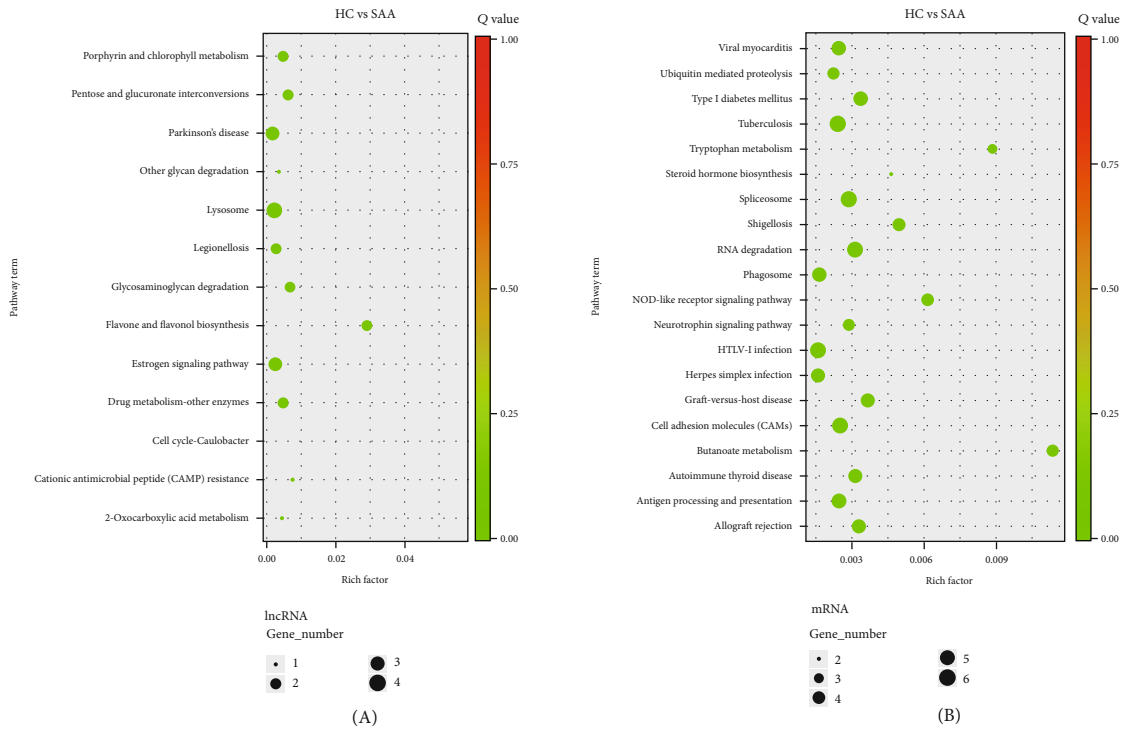 HC vs SAA
Q value
Pathway term
Porphyrin and chlorophyll metabolism
Pentose and glucuronate interconversions
Parkinson's disease
Other glycan degradation
Lysosome
Legionellosis
Glycosaminoglycan degradation
Flavone and flavonol biosynthesis
Estrogen signaling pathway
Drug metabolism-other enzymes
Cell cycle-Caulobacter
Cationic antimicrobial peptide (CAMP) resistance
2-Oxocarboxylic acid metabolism
0.00 0.02 0.04
Rich factor
1.00
0.75
0.50
0.25
0.00
lncRNA
Gene_number
1 3
2 4
(A)
HC vs SAA
Q value
Pathway term
Viral myocarditis
Ubiquitin mediated proteolysis
Type I diabetes mellitus
Tuberculosis
Tryptophan metabolism
Steroid hormone biosynthesis
Spliceosome
Shigellosis
RNA degradation
Phagosome
NOD-like receptor signaling pathway
Neurotrophin signaling pathway
HTLV-I infection
Herpes simplex infection
Graft-versus-host disease
Cell adhesion molecules (CAMs)
Butanoate metabolism
Autoimmune thyroid disease
Antigen processing and presentation
Allograft rejection
0.003 0.006 0.009
Rich factor
1.00
0.75
0.50
0.25
0.00
mRNA
Gene_number
2 5
3 6
4
(B)